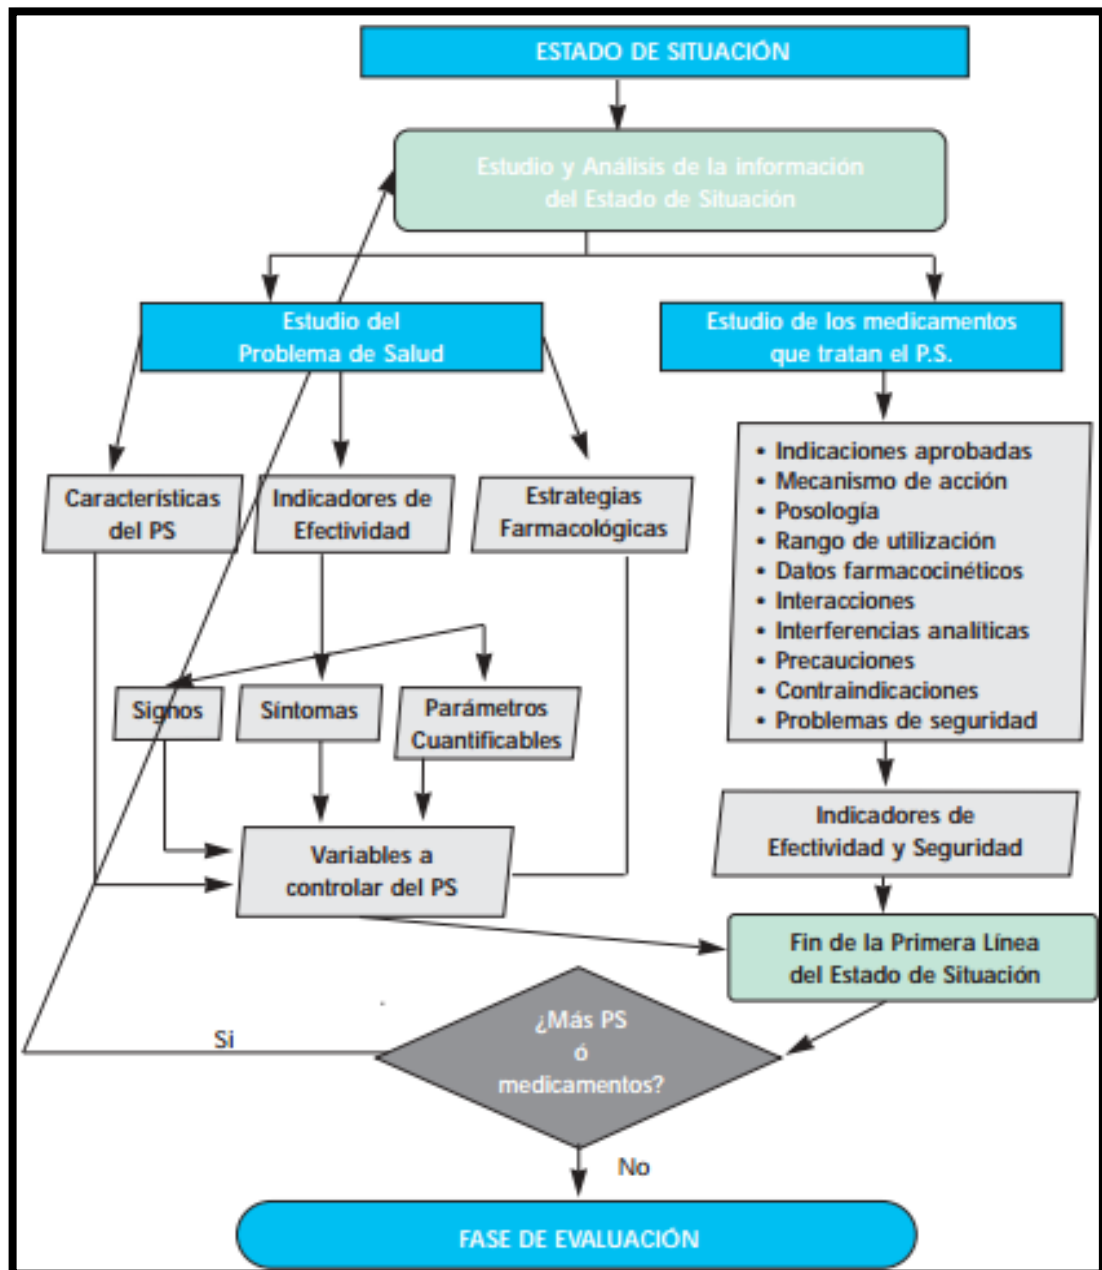 ESTADO DE SITUACIÓN
Estudio y Análisis de la información
del Estado de Situación
Estudio del
Problema de Salud
Estudio de los medicamentos
que tratan el P.S.
Características
del PS
Indicadores de
Efectividad
Estrategias
Farmacológicas
• Indicaciones aprobadas
• Mecanismo de acción
• Posología
• Rango de utilización
• Datos farmacocinéticos
• Interacciones
• Interferencias analíticas
• Precauciones
• Contraindicaciones
• Problemas de seguridad
Signos
Síntomas
Parámetros
Cuantificables
Variables a
controlar del PS
Indicadores de
Efectividad y Seguridad
Fin de la Primera Línea
del Estado de Situación
¿Más PS
ó
medicamentos?
Si
No
FASE DE EVALUACIÓN